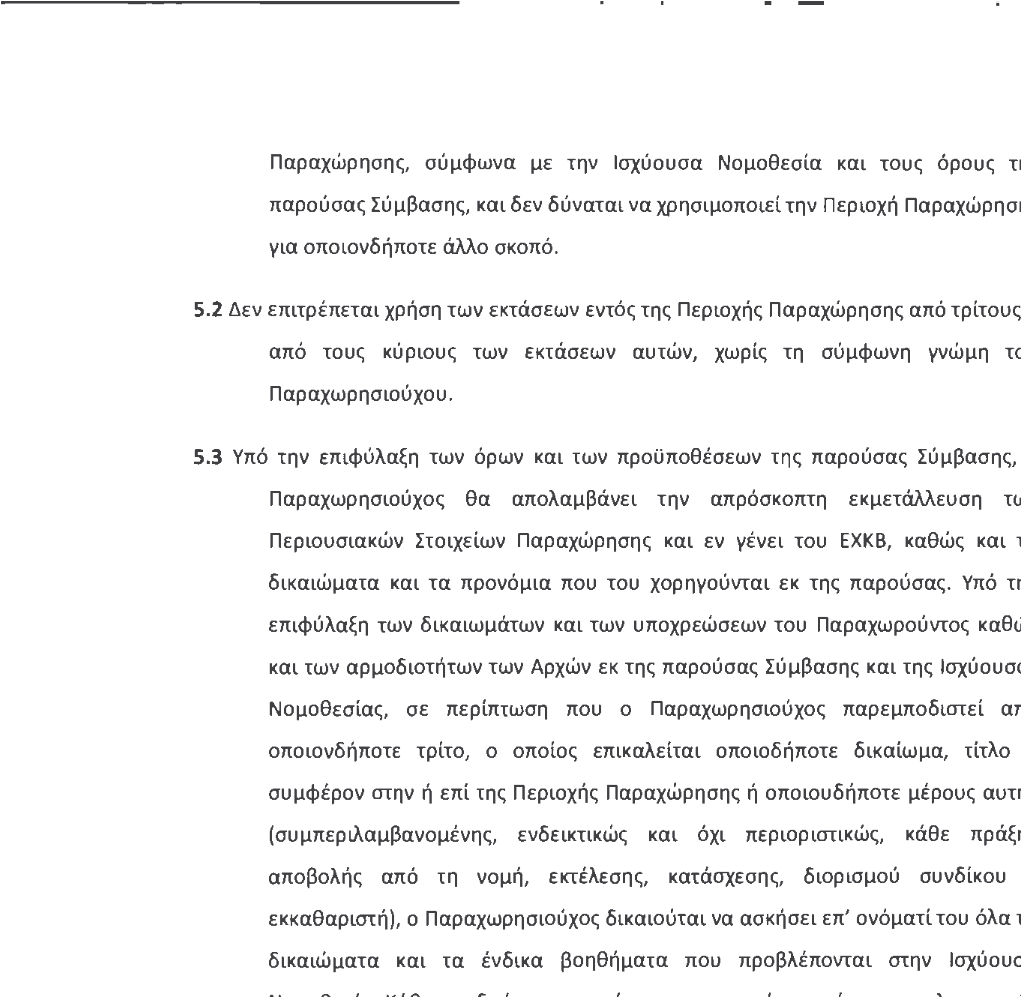 Παραχώρησης, σύμφωνα με την Ισχύουσα Νομοθεσία και τους όρους
παρούσας Σύμβασης, και δεν δύναται να χρησιμοποιεί την Περιοχή
για οποιονδήποτε άλλο σκοπό.
5.2 Δεν επιτρέπεται χρήση των εκτάσεων εντός της Περιοχής Παραχώρησης από τρίτους
από τους κύριους των εκτάσεων αυτών, χωρίς τη σύμφωνη γνώμη
Παραχωρησιούχου.
5.3 Υπό την επιφύλαξη των όρων και των προϋποθέσεων της παρούσας Σύμβασης,
Παραχωρησιούχος θα απολαμβάνει την απρόσκοπτη εκμετάλλευση
Περιουσιακών Στοιχείων Παραχώρησης και εν γένει του ΕΧΚΒ, καθώς και
δικαιώματα και τα προνόμια που του χορηγούνται εκ της παρούσας. Υπό
επιφύλαξη των δικαιωμάτων και των υποχρεώσεων του Παραχωρούντος
και των αρμοδιοτήτων των Αρχών εκ της παρούσας Σύμβασης και της
Νομοθεσίας, σε περίπτωση που ο Παραχωρησιούχος παρεμποδιστεί
οποιονδήποτε τρίτο, ο οποίος επικαλείται οποιοδήποτε δικαίωμα, τίτλο
συμφέρον στην ή επί της Περιοχής Παραχώρησης ή οποιουδήποτε μέρους
(συμπεριλαμβανομένης, ενδεικτικώς και όχι περιοριστικώς, κάθε
αποβολής από τη νομή, εκτέλεσης, κατάσχεσης, διορισμού συνδίκου
εκκαθαριστή), ο Παραχωρησιούχος δικαιούται να ασκήσει επ’ ονόματί του όλα
δικαιώματα και τα ένδικα βοηθήματα που προβλέπονται στην